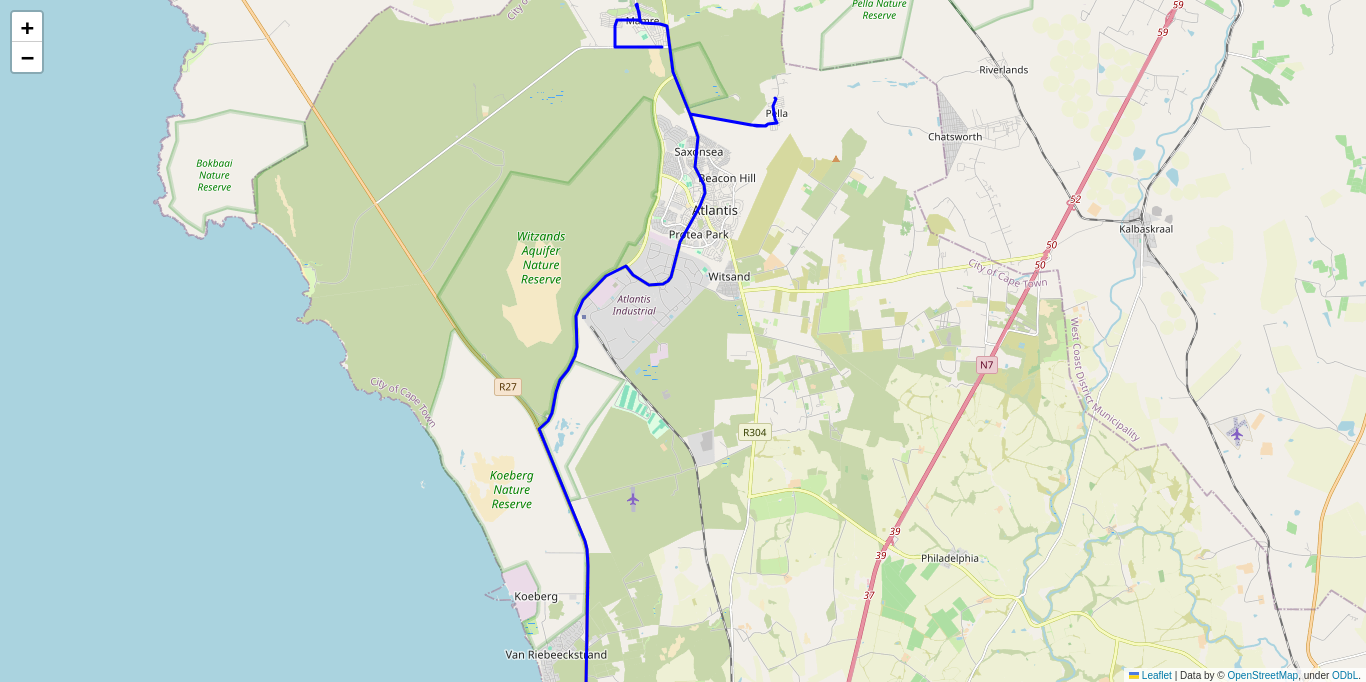 +
−
City of
Mamre
Pella Nature
Reserve
59
59
Riverlands
Pella
Chatsworth
Saxonsea
Bokbaai
Nature
Reserve
Beacon Hill
52
Atlantis
Kalbaskraal
Protea Park
Witzands
Aquifer
Nature
Reserve
50
50
City of Cape Town
Witsand
Atlantis
Industrial
West Coast District Municipality
N7
R27
City of Cape Town
R304
Koeberg
Nature
Reserve
39
39
Philadelphia
37
Koeberg
Van Riebeeckstrand
Leaflet | Data by © OpenStreetMap, under ODbL.